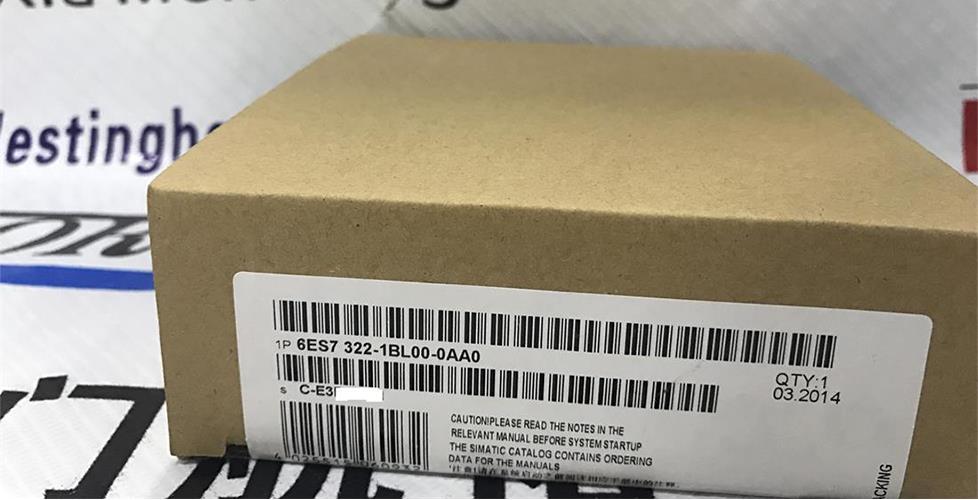 estingh
1P 6ES7 322-1BL00-0AA0
QTY:1
03.2014
S C-E3
CAUTION!PLEASE READ THE NOTES IN THE
RELEVANT MANUAL BEFORE SYSTEM STARTUP
THE SIMATIC CATALOG CONTAINS ORDERING
DATA FOR THE MANUALS
CKING